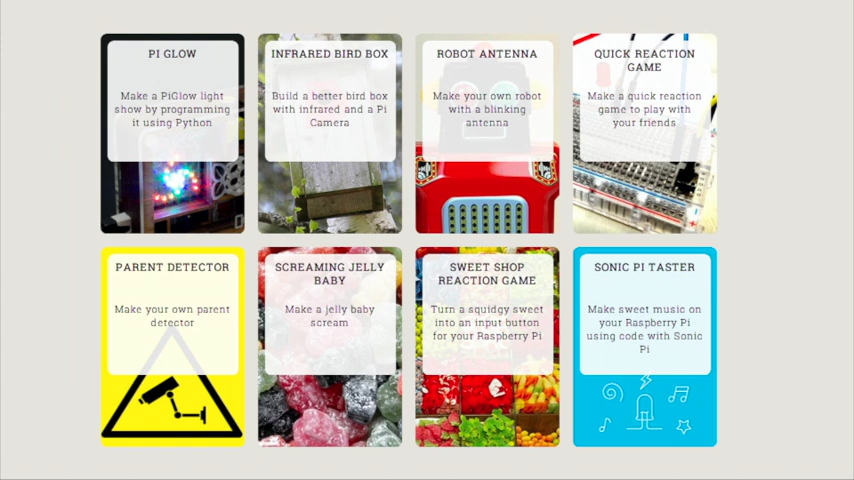 PI GLOW
Make a PiGlow light
show by programming
it using Python
INFRARED BIRD BOX
Build a better bird box
with infrared and a Pi
Camera
ROBOT ANTENNA
Make your own robot
with a blinking
antenna
QUICK REACTION
GAME
Make a quick reaction
game to play with
your friends
PARENT DETECTOR
Make your own parent
detector
SCREAMING JELLY
BABY
Make a jelly baby
scream
SWEET SHOP
REACTION GAME
Turn a squidgy sweet
into an input button
for your Raspberry Pi
SONIC PI TASTER
Make sweet music on
your Raspberry Pi
using code with Sonic
Pi